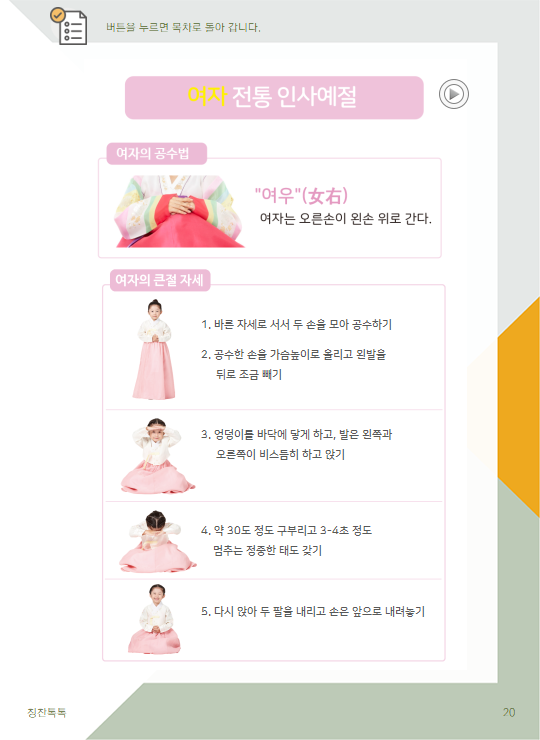 버튼을 누르면 목차로 돌아 갑니다.
여자 전통 인사예절
여자의 공수법
"여우"(女右)
여자는 오른손이 왼손 위로 간다.
여자의 큰절 자세
1. 바른 자세로 서서 두 손을 모아 공수하기
2. 공수한 손을 가슴높이로 올리고 왼발을
뒤로 조금 빼기
3. 엉덩이를 바닥에 닿게 하고, 발은 왼쪽과
오른쪽이 비스듬히 하고 앉기
4. 약 30도 정도 구부리고 3-4초 정도
멈추는 정중한 태도 갖기
5. 다시 앉아 두 팔을 내리고 손은 앞으로 내려놓기
칭찬톡톡
20